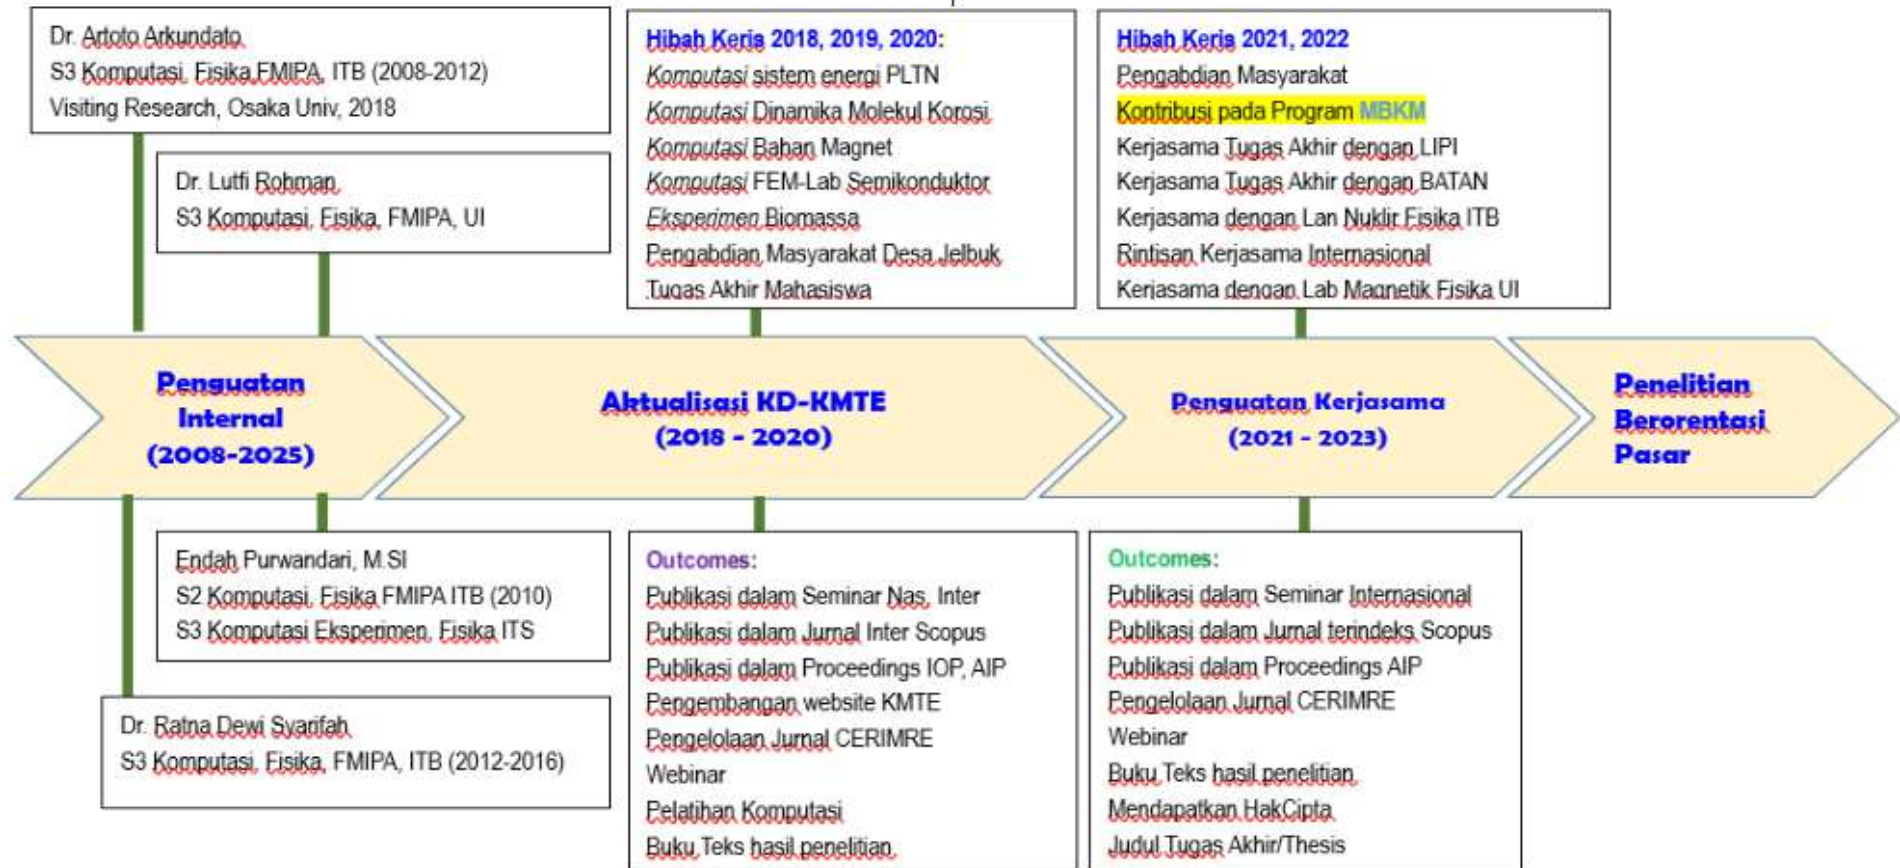 Dr. Artoto Arkundato
S3 Komputasi, Fisika,FMIPA, ITB (2008-2012)
Visiting Research, Osaka Univ, 2018
Dr. Lutfi Rohman
S3 Komputasi, Fisika, FMIPA, UI
Hibah Keris 2018, 2019, 2020:
Komputasi sistem energi PLTN
Komputasi Dinamika Molekul Korosi
Komputasi Bahan Magnet
Komputasi FEM-Lab Semikonduktor
Eksperimen Biomassa
Pengabdian Masyarakat Desa Jelbuk
Tugas Akhir Mahasiswa
Hibah Keris 2021, 2022
Pengabdian Masyarakat
Kontribusi pada Program MBKM
Kerjasama Tugas Akhir dengan LIPI
Kerjasama Tugas Akhir dengan BATAN
Kerjasama dengan Lan Nuklir Fisika ITB
Rintisan Kerjasama Internasional
Kerjasama dengan Lab Magnetik Fisika UI
Penguatan
Internal
(2008-2025)
Aktualisasi KD-KMTE
(2018 - 2020)
Penguatan Kerjasama
(2021 - 2023)
Penelitian
Berorentasi
Pasar
Endah Purwandari, M.SI
S2 Komputasi, Fisika FMIPA ITB (2010)
S3 Komputasi Eksperimen, Fisika ITS
Dr. Ratna Dewi Syarifah
S3 Komputasi, Fisika, FMIPA, ITB (2012-2016)
Outcomes:
Publikasi dalam Seminar Nas, Inter
Publikasi dalam Jurnal Inter Scopus
Publikasi dalam Proceedings IOP, AIP
Pengembangan website KMTE
Pengelolaan Jurnal CERIMRE
Webinar
Pelatihan Komputasi
Buku Teks hasil penelitian
Outcomes:
Publikasi dalam Seminar Internasional
Publikasi dalam Jurnal terindeks Scopus
Publikasi dalam Proceedings AIP
Pengelolaan Jurnal CERIMRE
Webinar
Buku Teks hasil penelitian
Mendapatkan HakCipta
Judul Tugas Akhir/Thesis